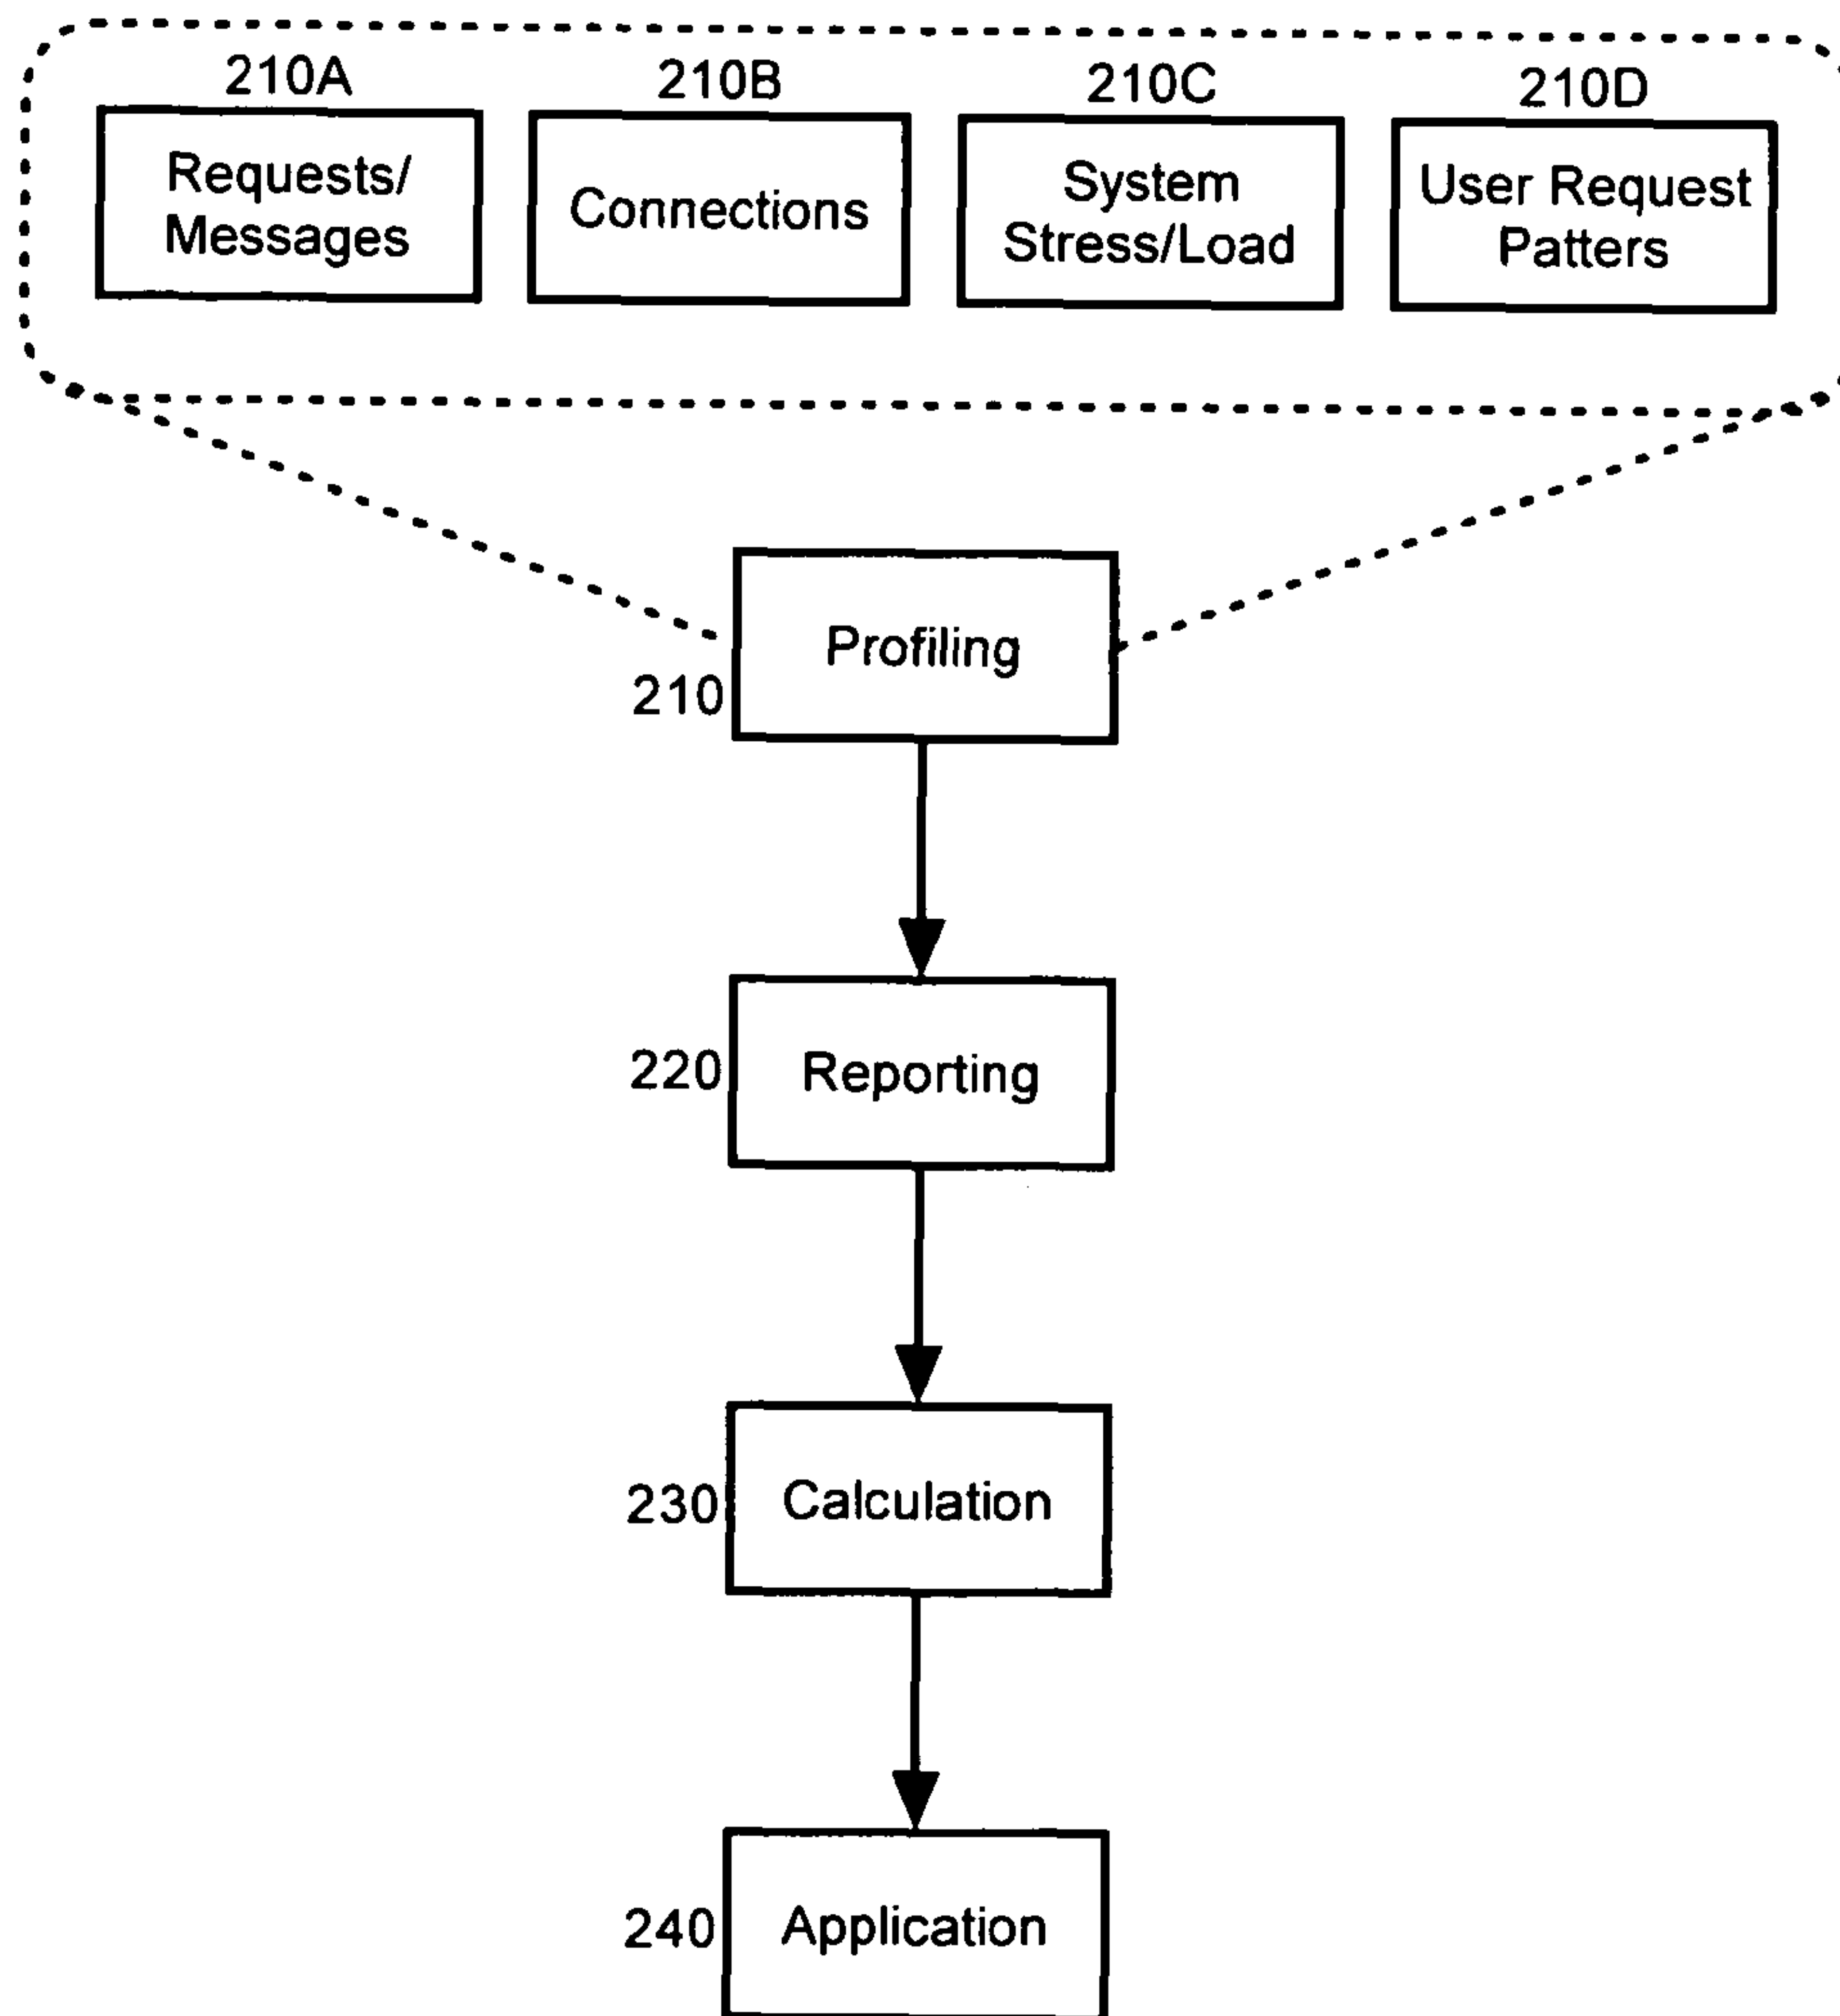 210A
Requests/
Messages
210B
Connections
210C
System
Stress/Load
210D
User Request
Patters
Profiling
210
220
Reporting
230
Calculation
240
Application